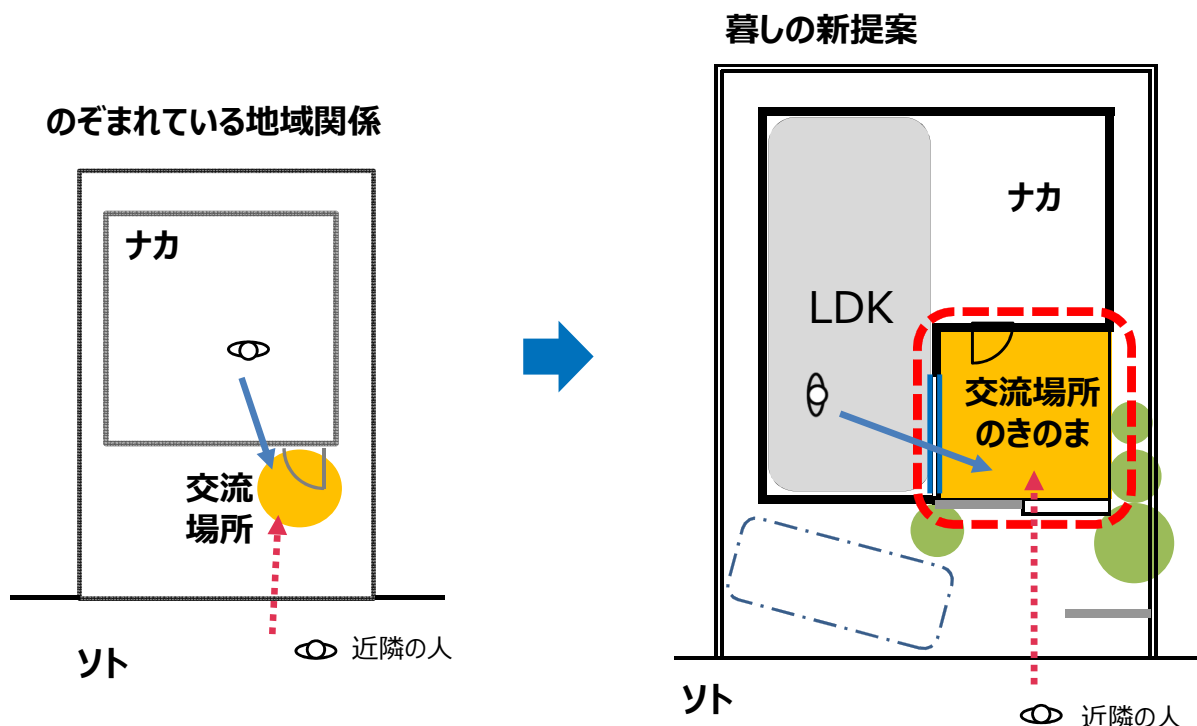 のぞまれている地域関係
ナカ
交流
場所
ソト
近隣の人
暮しの新提案
ナカ
LDK
交流場所
のきのま
ソト
近隣の人